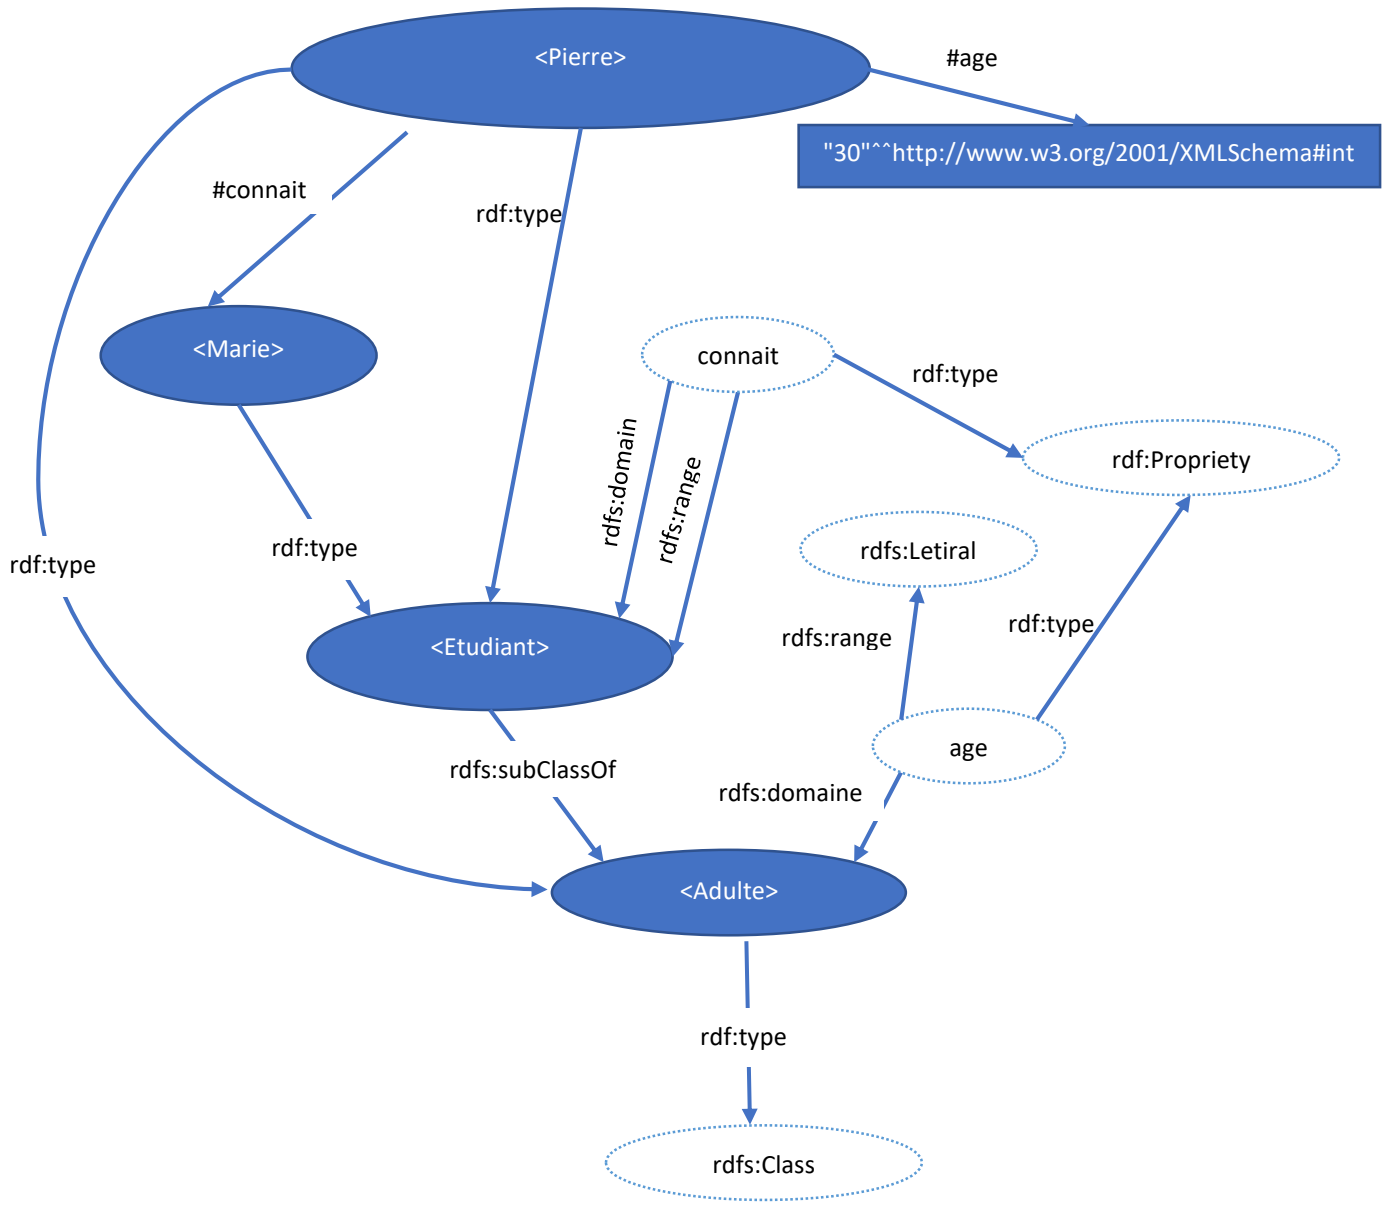 <Pierre>
#age
"30"^^http://www.w3.org/2001/XMLSchema#int
#connait
rdf:type
<Marie>
connait
rdf:type
rdf:Propriety
rdfs:domain
rdfs:range
rdf:type
rdfs:Letiral
rdf:type
rdfs:range
rdf:type
<Etudiant>
age
rdfs:subClassOf
rdfs:domaine
<Adulte>
rdf:type
rdfs:Class